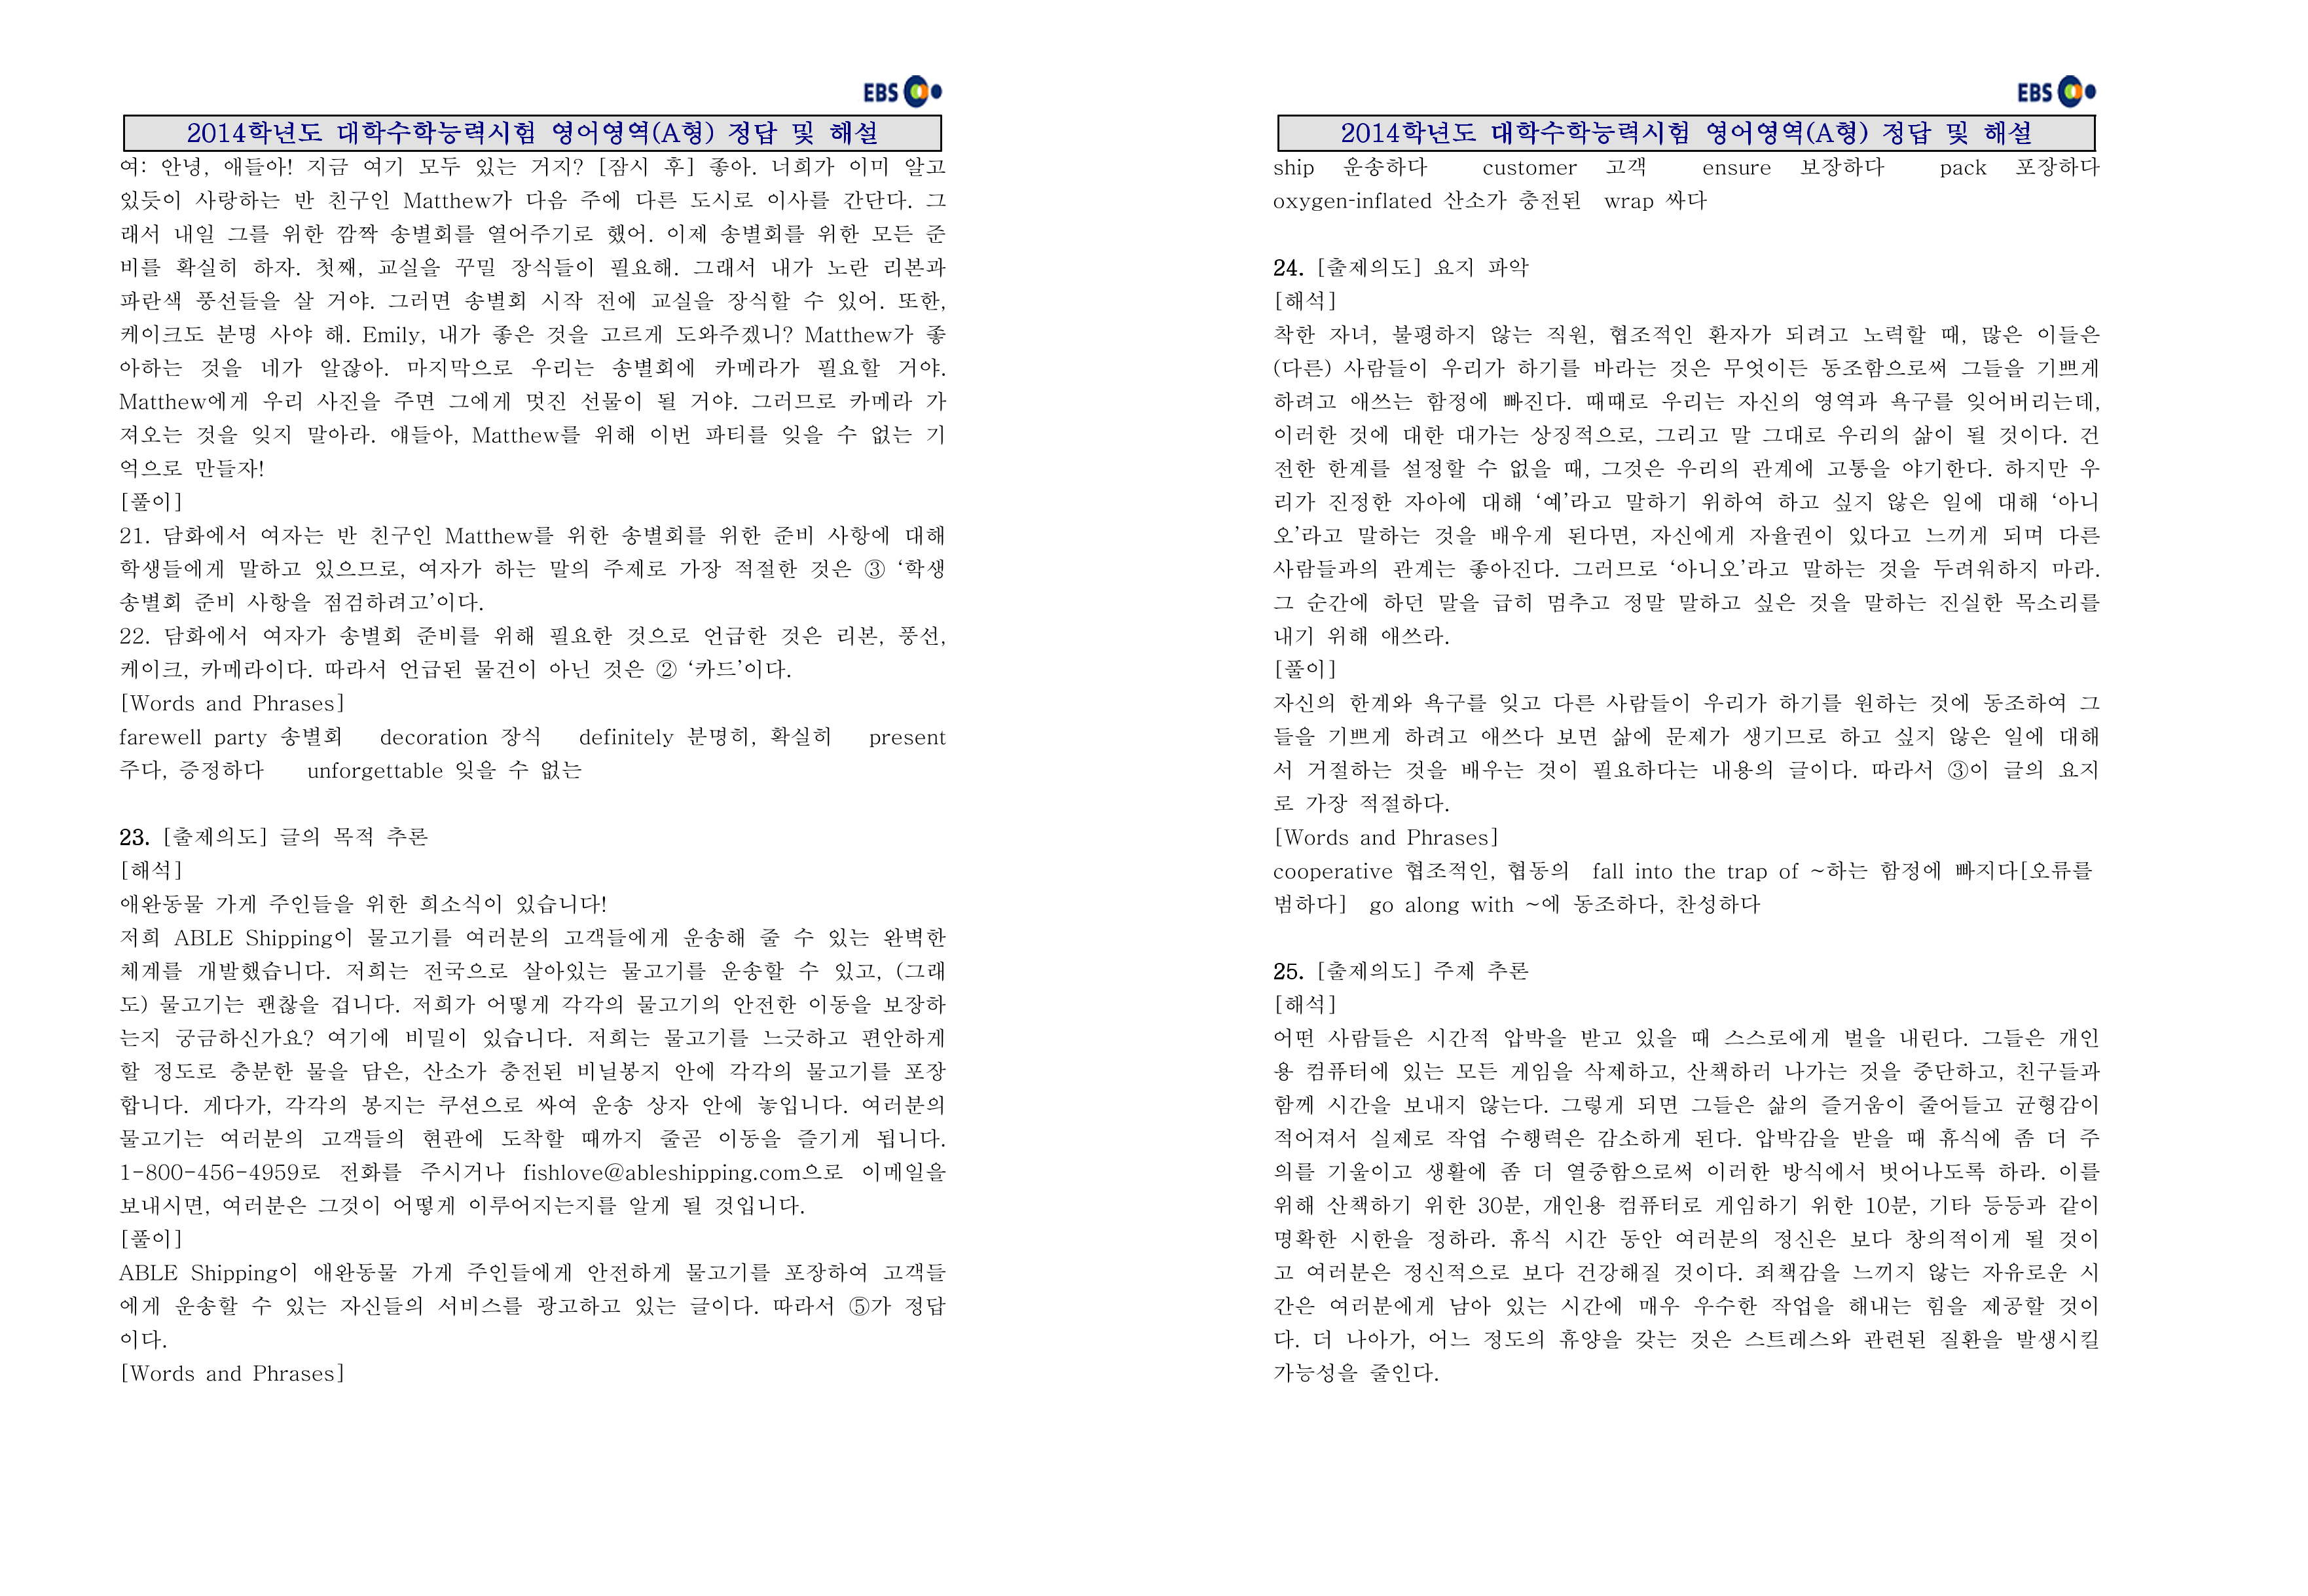 EBS
2014학년도 대학수학능력시험 영어영역(A형) 정답 및 해설
여: 안녕, 얘들아! 지금 여기 모두 있는 거지? [잠시 후] 좋아. 너희가 이미 알고
있듯이 사랑하는 반 친구인 Matthew가 다음 주에 다른 도시로 이사를 간단다. 그
래서 내일 그를 위한 깜짝 송별회를 열어주기로 했어. 이제 송별회를 위한 모든 준
비를 확실히 하자. 첫째, 교실을 꾸밀 장식들이 필요해. 그래서 내가 노란 리본과
파란색 풍선들을 살 거야. 그러면 송별회 시작 전에 교실을 장식할 수 있어. 또한,
케이크도 분명 사야 해. Emily, 내가 좋은 것을 고르게 도와주겠니? Matthew가 좋
아하는 것을 네가 알잖아. 마지막으로 우리는 송별회에 카메라가 필요할 거야.
Matthew에게 우리 사진을 주면 그에게 멋진 선물이 될 거야. 그러므로 카메라 가
져오는 것을 잊지 말아라. 얘들아, Matthew를 위해 이번 파티를 잊을 수 없는 기
억으로 만들자!
[풀이]
21. 담화에서 여자는 반 친구인 Matthew를 위한 송별회를 위한 준비 사항에 대해
학생들에게 말하고 있으므로, 여자가 하는 말의 주제로 가장 적절한 것은 ③ ‘학생
송별회 준비 사항을 점검하려고’이다.
22. 담화에서 여자가 송별회 준비를 위해 필요한 것으로 언급한 것은 리본, 풍선,
케이크, 카메라이다. 따라서 언급된 물건이 아닌 것은 ② ‘카드’이다.
[Words and Phrases]
farewell party 송별회 decoration 장식 definitely 분명히, 확실히 present
주다, 증정하다 unforgettable 잊을 수 없는
23. [출제의도] 글의 목적 추론
[해석]
애완동물 가게 주인들을 위한 희소식이 있습니다!
저희 ABLE Shipping이 물고기를 여러분의 고객들에게 운송해 줄 수 있는 완벽한
체계를 개발했습니다. 저희는 전국으로 살아있는 물고기를 운송할 수 있고, (그래
도) 물고기는 괜찮을 겁니다. 저희가 어떻게 각각의 물고기의 안전한 이동을 보장하
는지 궁금하신가요? 여기에 비밀이 있습니다. 저희는 물고기를 느긋하고 편안하게
할 정도로 충분한 물을 담은, 산소가 충전된 비닐봉지 안에 각각의 물고기를 포장
합니다. 게다가, 각각의 봉지는 쿠션으로 싸여 운송 상자 안에 놓입니다. 여러분의
물고기는 여러분의 고객들의 현관에 도착할 때까지 줄곧 이동을 즐기게 됩니다.
1-800-456-4959로 전화를 주시거나 fishlove@ableshipping.com으로 이메일을
보내시면, 여러분은 그것이 어떻게 이루어지는지를 알게 될 것입니다.
[풀이]
ABLE Shipping이 애완동물 가게 주인들에게 안전하게 물고기를 포장하여 고객들
에게 운송할 수 있는 자신들의 서비스를 광고하고 있는 글이다. 따라서 ⑤가 정답
이다.
[Words and Phrases]
EBS
2014학년도 대학수학능력시험 영어영역(A형) 정답 및 해설
ship 운송하다 customer 고객 ensure 보장하다 pack 포장하다
oxygen-inflated 산소가 충전된 wrap 싸다
24. [출제의도] 요지 파악
[해석]
착한 자녀, 불평하지 않는 직원, 협조적인 환자가 되려고 노력할 때, 많은 이들은
(다른) 사람들이 우리가 하기를 바라는 것은 무엇이든 동조함으로써 그들을 기쁘게
하려고 애쓰는 함정에 빠진다. 때때로 우리는 자신의 영역과 욕구를 잊어버리는데,
이러한 것에 대한 대가는 상징적으로, 그리고 말 그대로 우리의 삶이 될 것이다. 건
전한 한계를 설정할 수 없을 때, 그것은 우리의 관계에 고통을 야기한다. 하지만 우
리가 진정한 자아에 대해 ‘예’라고 말하기 위하여 하고 싶지 않은 일에 대해 ‘아니
오’라고 말하는 것을 배우게 된다면, 자신에게 자율권이 있다고 느끼게 되며 다른
사람들과의 관계는 좋아진다. 그러므로 ‘아니오’라고 말하는 것을 두려워하지 마라.
그 순간에 하던 말을 급히 멈추고 정말 말하고 싶은 것을 말하는 진실한 목소리를
내기 위해 애쓰라.
[풀이]
자신의 한계와 욕구를 잊고 다른 사람들이 우리가 하기를 원하는 것에 동조하여 그
들을 기쁘게 하려고 애쓰다 보면 삶에 문제가 생기므로 하고 싶지 않은 일에 대해
서 거절하는 것을 배우는 것이 필요하다는 내용의 글이다. 따라서 ③이 글의 요지
로 가장 적절하다.
[Words and Phrases]
cooperative 협조적인, 협동의 fall into the trap of ~하는 함정에 빠지다[오류를
범하다] go along with ~에 동조하다, 찬성하다
25. [출제의도] 주제 추론
[해석]
어떤 사람들은 시간적 압박을 받고 있을 때 스스로에게 벌을 내린다. 그들은 개인
용 컴퓨터에 있는 모든 게임을 삭제하고, 산책하러 나가는 것을 중단하고, 친구들과
함께 시간을 보내지 않는다. 그렇게 되면 그들은 삶의 즐거움이 줄어들고 균형감이
적어져서 실제로 작업 수행력은 감소하게 된다. 압박감을 받을 때 휴식에 좀 더 주
의를 기울이고 생활에 좀 더 열중함으로써 이러한 방식에서 벗어나도록 하라. 이를
위해 산책하기 위한 30분, 개인용 컴퓨터로 게임하기 위한 10분, 기타 등등과 같이
명확한 시한을 정하라. 휴식 시간 동안 여러분의 정신은 보다 창의적이게 될 것이
고 여러분은 정신적으로 보다 건강해질 것이다. 죄책감을 느끼지 않는 자유로운 시
간은 여러분에게 남아 있는 시간에 매우 우수한 작업을 해내는 힘을 제공할 것이
다. 더 나아가, 어느 정도의 휴양을 갖는 것은 스트레스와 관련된 질환을 발생시킬
가능성을 줄인다.